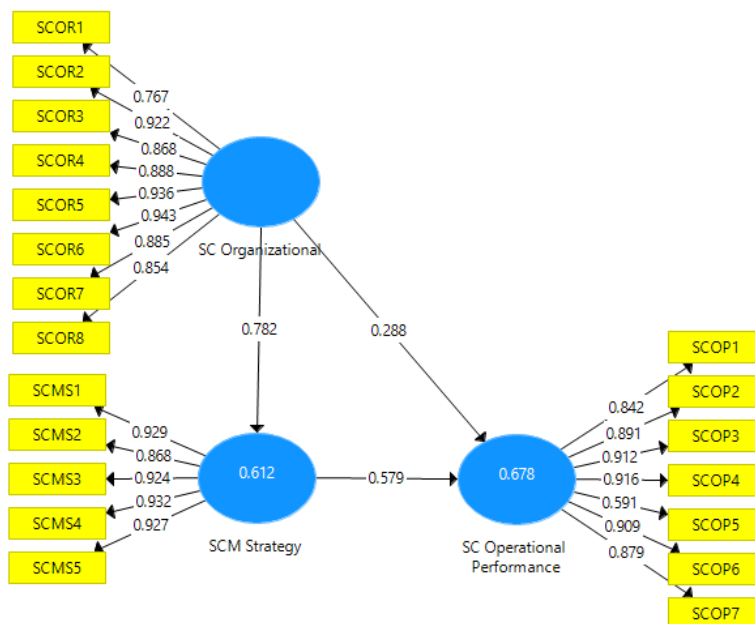 SCOR1
SCOR2
SCOR3
SCOR4
SCOR5
SCOR6
SCOR7
SCOR8
0.767
0.922
0.868
0.888
0.936
0.943
0.885
0.854
SC Organizational
0.782
0.288
SCMS1
SCMS2
SCMS3
SCMS4
SCMS5
0.929
0.868
0.924
0.932
0.927
0.612
SCM Strategy
0.579
0.678
SC Operational
Performance
0.842
0.891
0.912
0.916
0.591
0.909
0.879
SCOP1
SCOP2
SCOP3
SCOP4
SCOP5
SCOP6
SCOP7